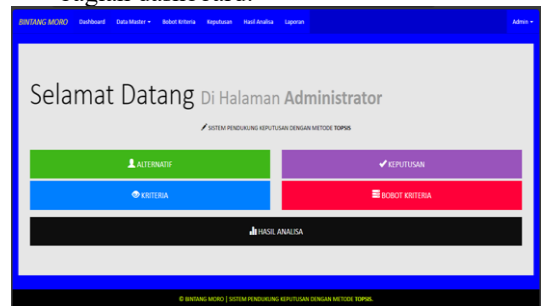 bagian dashboard.
BINTANG MORO Dashboard Data Master Bobot Kriteria Keputusan Hasil Analisa Laporan Admin
Selamat Datang Di Halaman Administrator
SISTEM PENDUKUNG KEPUTUSAN DENGAN METODE TOPSIS
ALTERNATIF KEPUTUSAN
KRITERIA BOBOT KRITERIA
HASIL ANALISA
© BINTANG MORO | SISTEM PENDUKUNG KEPUTUSAN DENGAN METODE TOPSIS.